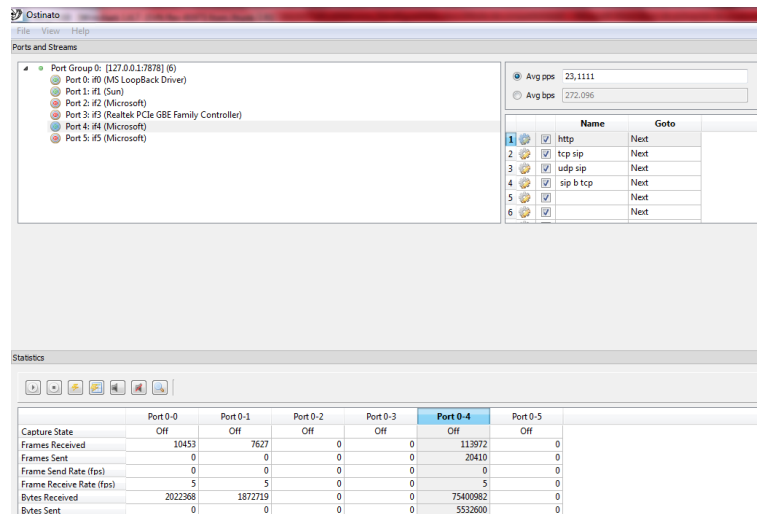 Ostinato
File View Help
Ports and Streams
Port Group 0: [127.0.0.1:7878] (6)
Port 0: if0 (MS LoopBack Driver)
Port 1: if1 (Sun)
Port 2: if2 (Microsoft)
Port 3: if3 (Realtek PCIe GBE Family Controller)
Port 4: if4 (Microsoft)
Port 5: if5 (Microsoft)
Avg pps 23,1111
Avg bps 272.096
Name Goto
1 http Next
2 tcp sip Next
3 udp sip Next
4 sip b tcp Next
5 Next
6 Next
Statistics
Port 0-0 Port 0-1 Port 0-2 Port 0-3 Port 0-4 Port 0-5
Capture State Off Off Off Off Off Off
Frames Received 10453 7627 0 0 113972 0
Frames Sent 0 0 0 0 20410 0
Frame Send Rate (fps) 0 0 0 0 0 0
Frame Receive Rate (fps) 5 5 0 0 5 0
Bytes Received 2022368 1872719 0 0 75400982 0
Bytes Sent 0 0 0 0 5532600 0